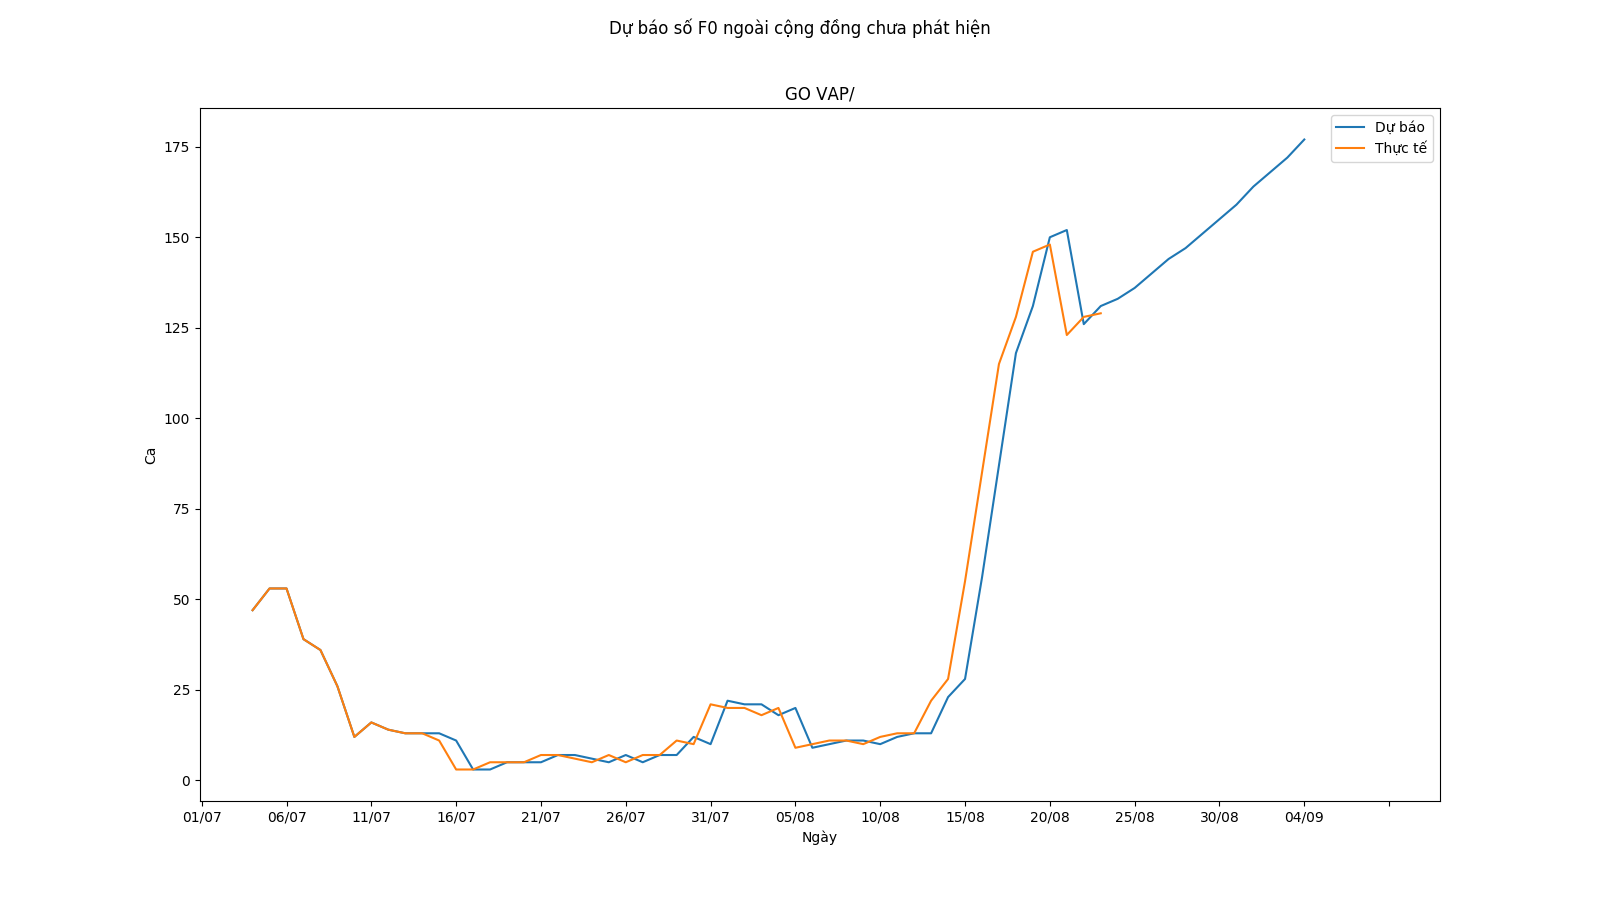 Dự báo số F0 ngoài cộng đồng chưa phát hiện
GO VAP/
Dự báo
Thực tế
175
150
125
100
75
50
25
0
Ca
01/07 06/07 11/07 16/07 21/07 26/07 31/07 05/08 10/08 15/08 20/08 25/08 30/08 04/09
Ngày